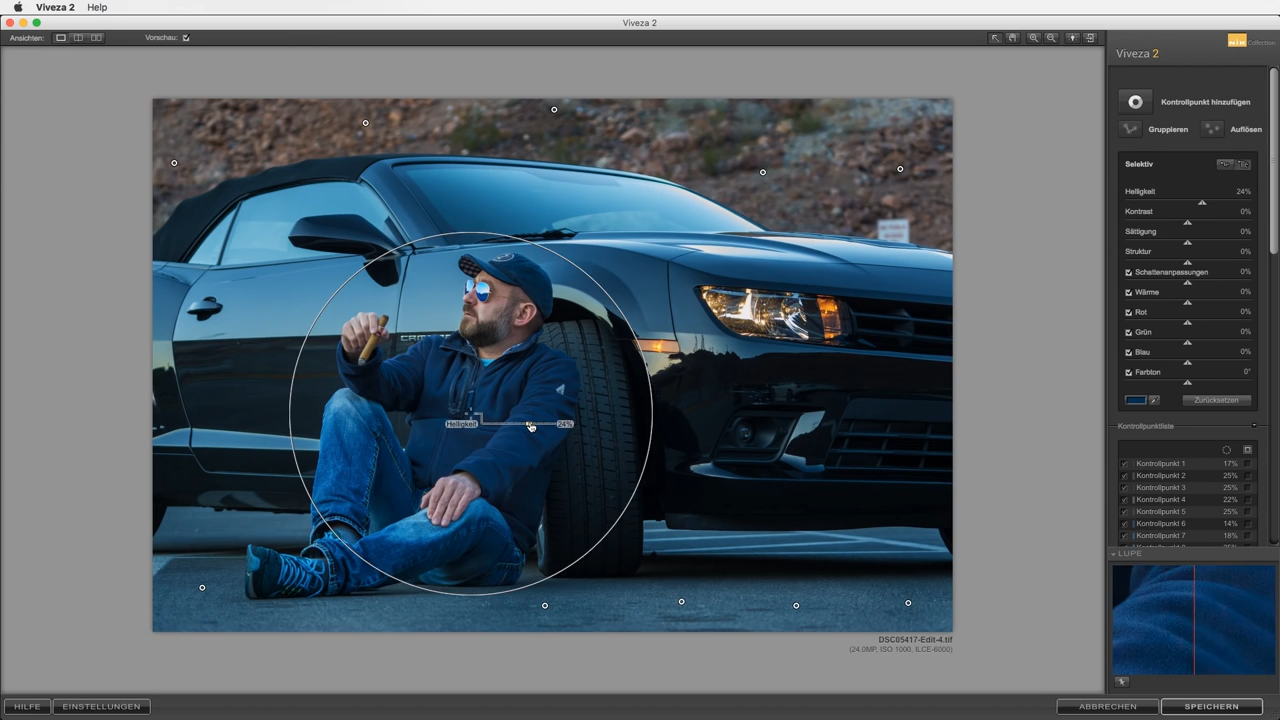 Viveza 2 Help
Viveza 2
Ansichten:
Vorschau:
nik Collection
Viveza 2
Kontrollpunkt hinzufügen
Gruppieren
Auflösen
Selektiv
Helligkeit 24%
Kontrast 0%
Sättigung 0%
Struktur 0%
Schattenanpassungen 0%
Wärme 0%
Rot 0%
Grün 0%
Blau 0%
Farbton 0°
Zurücksetzen
Kontrollpunktliste
Kontrollpunkt 1 17%
Kontrollpunkt 2 25%
Kontrollpunkt 3 25%
Kontrollpunkt 4 22%
Kontrollpunkt 5 25%
Kontrollpunkt 6 14%
Kontrollpunkt 7 18%
LUPE
Helligkeit 24%
DSC05417-Edit-4.tif
(24.0MP, ISO 1000, ILCE-6000)
HILFE
EINSTELLUNGEN
ABBRECHEN
SPEICHERN